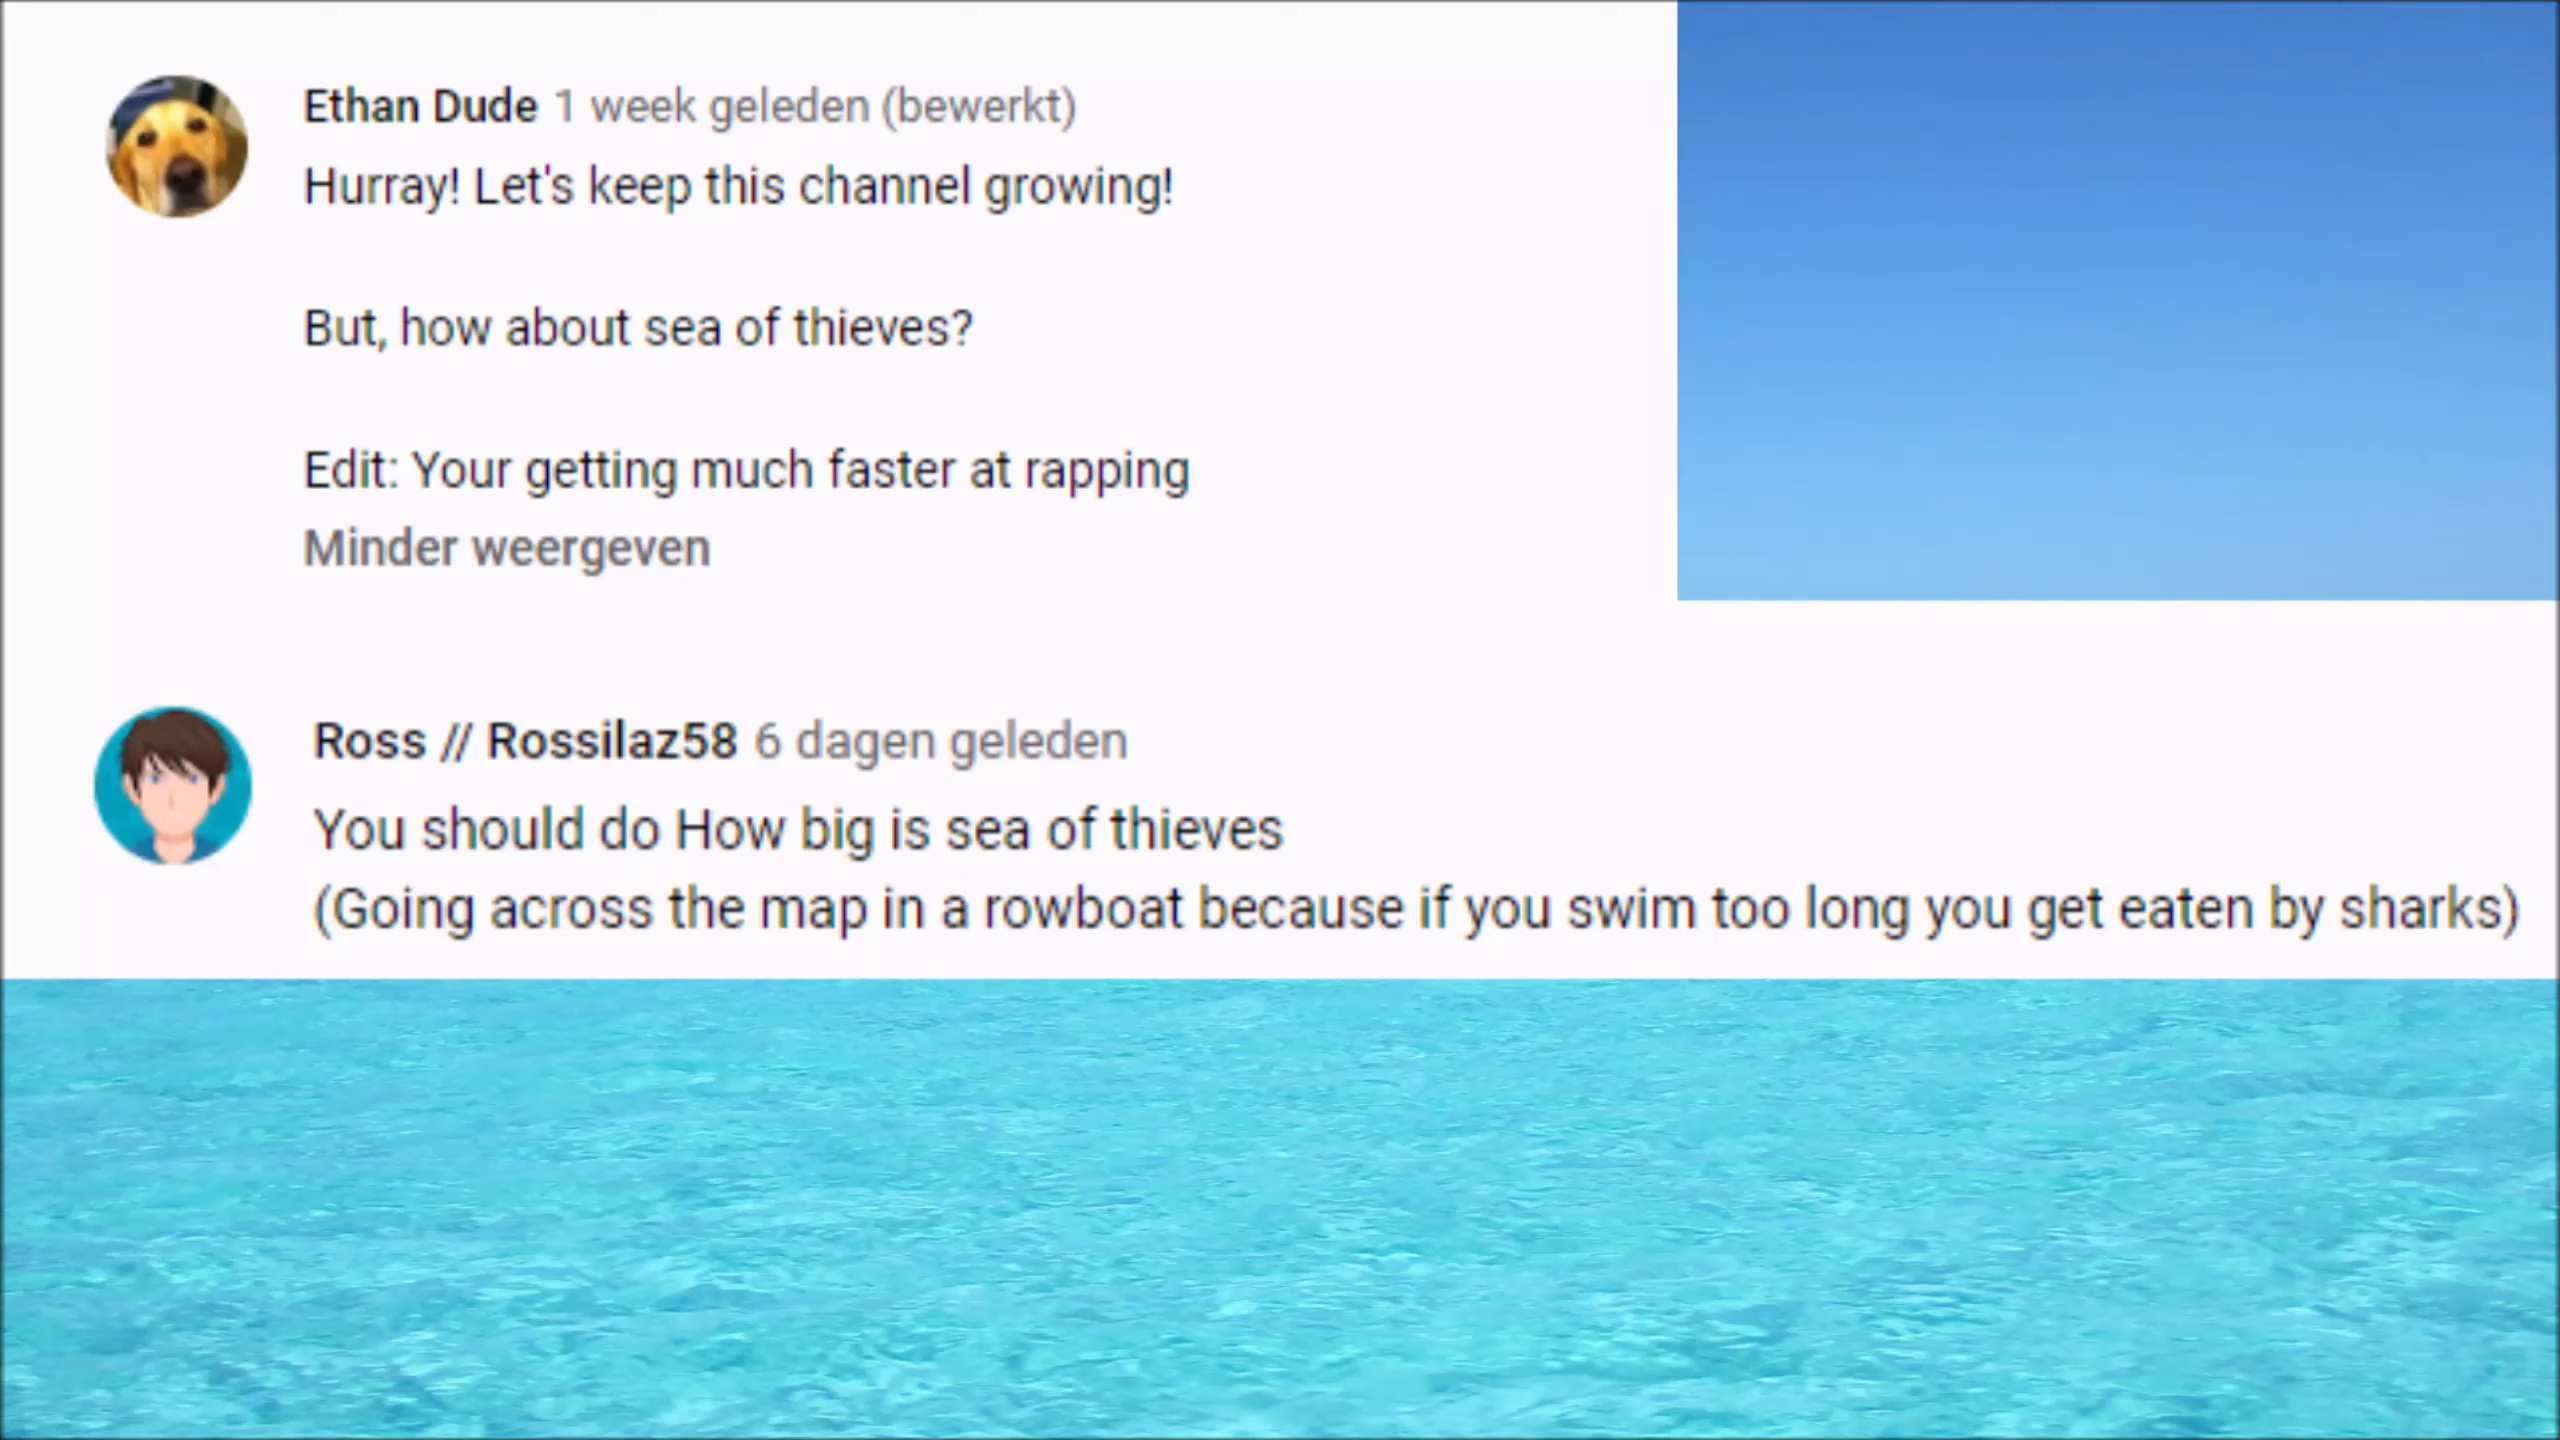 Ethan Dude 1 week geleden (bewerkt)
Hurray! Let's keep this channel growing!
But, how about sea of thieves?
Edit: Your getting much faster at rapping
Minder weergeven
Ross // Rossilaz58 6 dagen geleden
You should do How big is sea of thieves
(Going across the map in a rowboat because if you swim too long you get eaten by sharks)